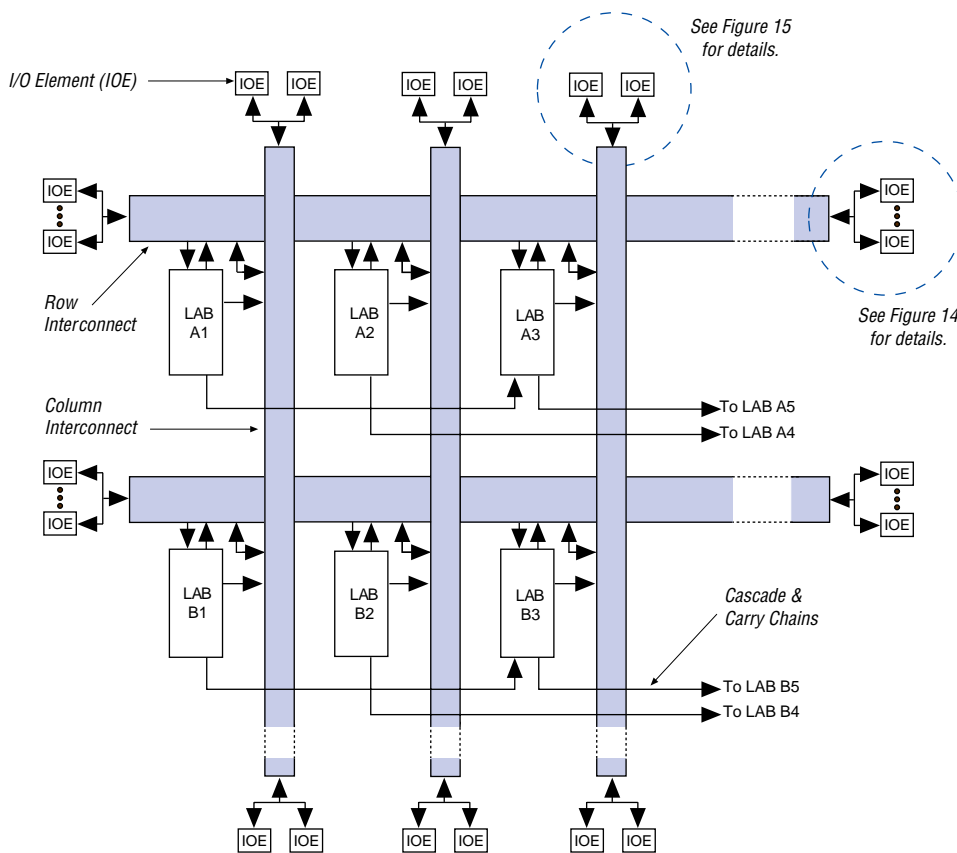 See Figure 15
for details.
I/O Element (IOE)
IOE
IOE
IOE
IOE
IOE
IOE
IOE
IOE
IOE
IOE
Row
Interconnect
LAB
A1
LAB
A2
LAB
A3
See Figure 14
for details.
Column
Interconnect
To LAB A5
To LAB A4
IOE
IOE
IOE
IOE
LAB
B1
LAB
B2
LAB
B3
Cascade &
Carry Chains
To LAB B5
To LAB B4
IOE
IOE
IOE
IOE
IOE
IOE